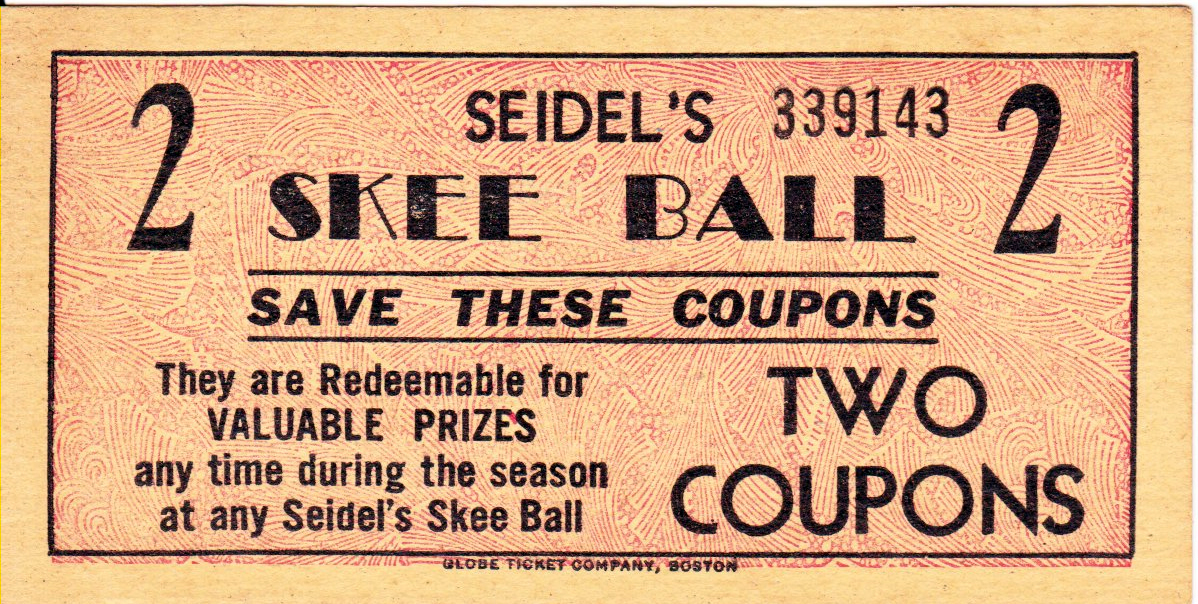 2 SEIDEL'S 339143 2
SKEE BALL
SAVE THESE COUPONS
They are Redeemable for
VALUABLE PRIZES
any time during the season
at any Seidel's Skee Ball
TWO
COUPONS
GLOBE TICKET COMPANY, BOSTON